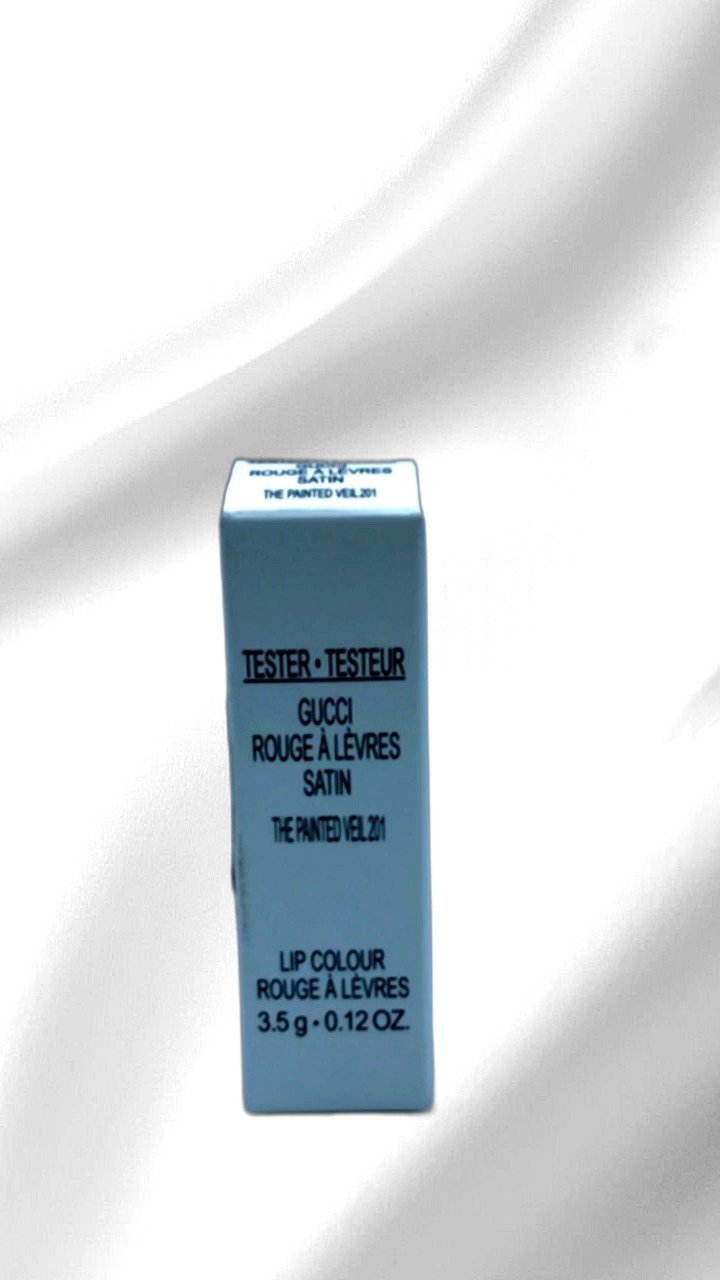 GUCCI
ROUGE À LÈVRES
SATIN
THE PAINTED VEIL 201
TESTER • TESTEUR
GUCCI
ROUGE À LÈVRES
SATIN
THE PAINTED VEIL 201
LIP COLOUR
ROUGE À LÈVRES
3.5 g • 0.12 OZ.